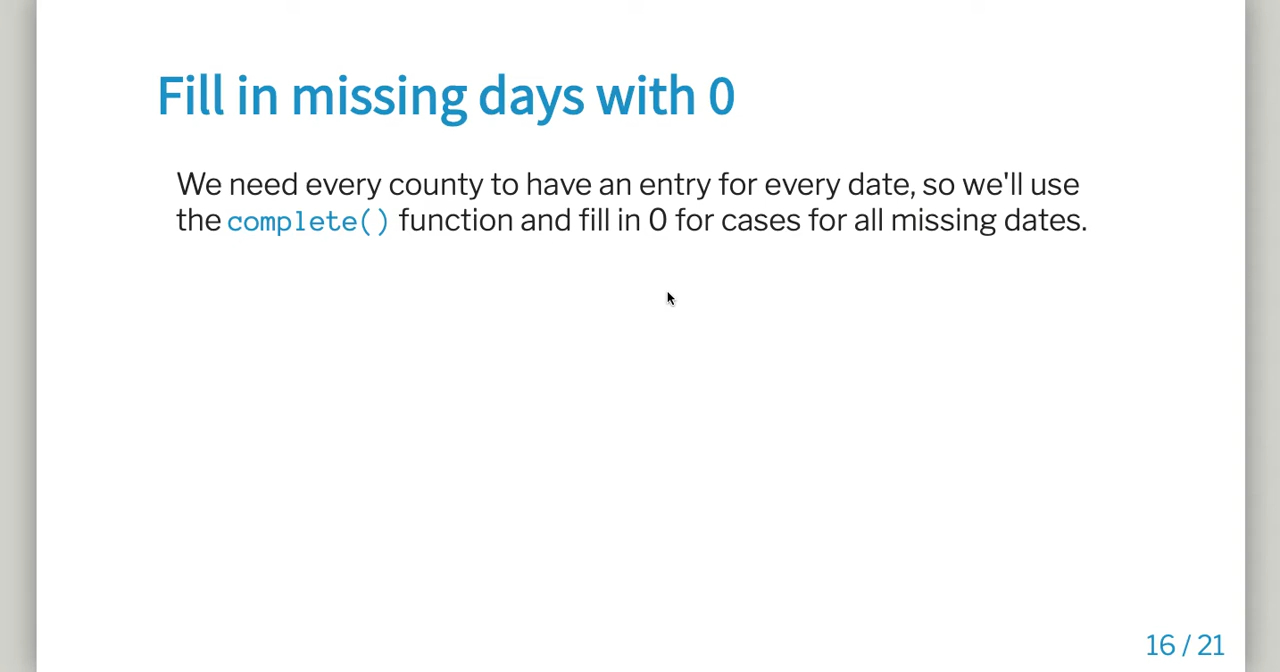 Fill in missing days with 0
We need every county to have an entry for every date, so we'll use
the complete() function and fill in 0 for cases for all missing dates.
16 / 21